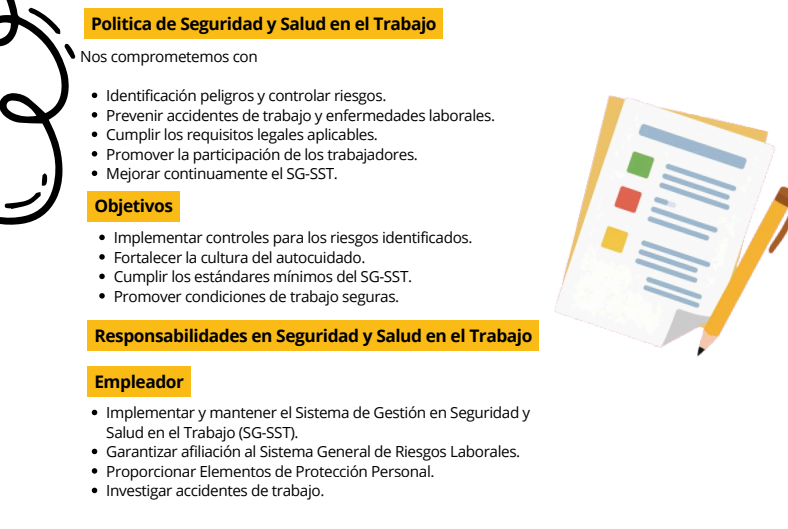 Politica de Seguridad y Salud en el Trabajo
Nos comprometemos con
• Identificación peligros y controlar riesgos.
• Prevenir accidentes de trabajo y enfermedades laborales.
• Cumplir los requisitos legales aplicables.
• Promover la participación de los trabajadores.
• Mejorar continuamente el SG-SST.
Objetivos
• Implementar controles para los riesgos identificados.
• Fortalecer la cultura del autocuidado.
• Cumplir los estándares mínimos del SG-SST.
• Promover condiciones de trabajo seguras.
Responsabilidades en Seguridad y Salud en el Trabajo
Empleador
• Implementar y mantener el Sistema de Gestión en Seguridad y
Salud en el Trabajo (SG-SST).
• Garantizar afiliación al Sistema General de Riesgos Laborales.
• Proporcionar Elementos de Protección Personal.
• Investigar accidentes de trabajo.